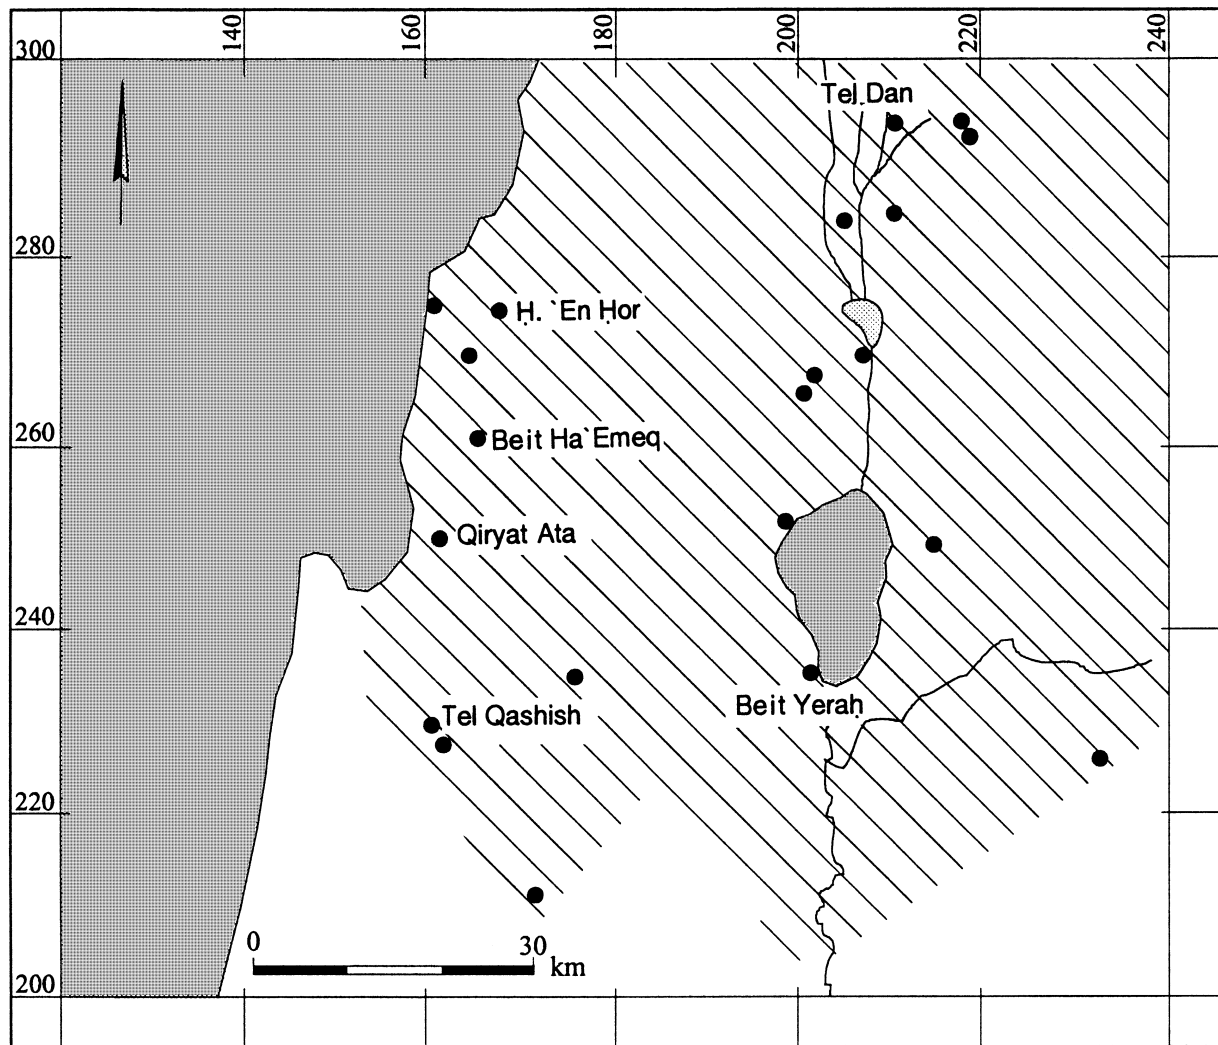 140
160
180
200
220
240
300
Tel Dan
280
Ḥ. `En Ḥor
260
Beit Ha`Emeq
Qiryat Ata
240
Beit Yeraḥ
Tel Qashish
220
0
30
km
200